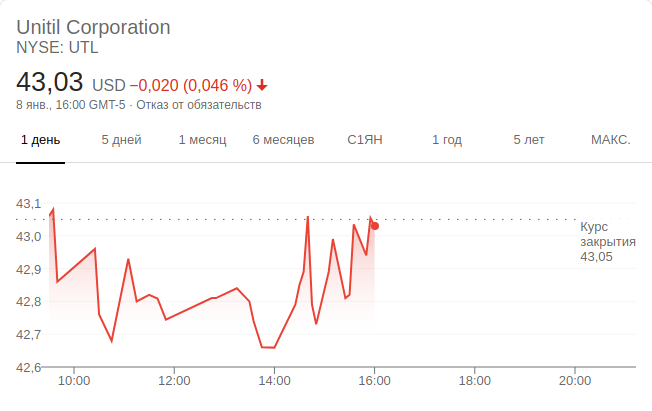 Unitil Corporation
NYSE: UTL
43,03 USD −0,020 (0,046 %)
8 янв., 16:00 GMT-5 · Отказ от обязательств
1 день 5 дней 1 месяц 6 месяцев С1ЯН 1 год 5 лет МАКС.
43,1
Курс
43,0
закрытия
43,05
42,9
42,8
42,7
42,6
10:00 12:00 14:00 16:00 18:00 20:00